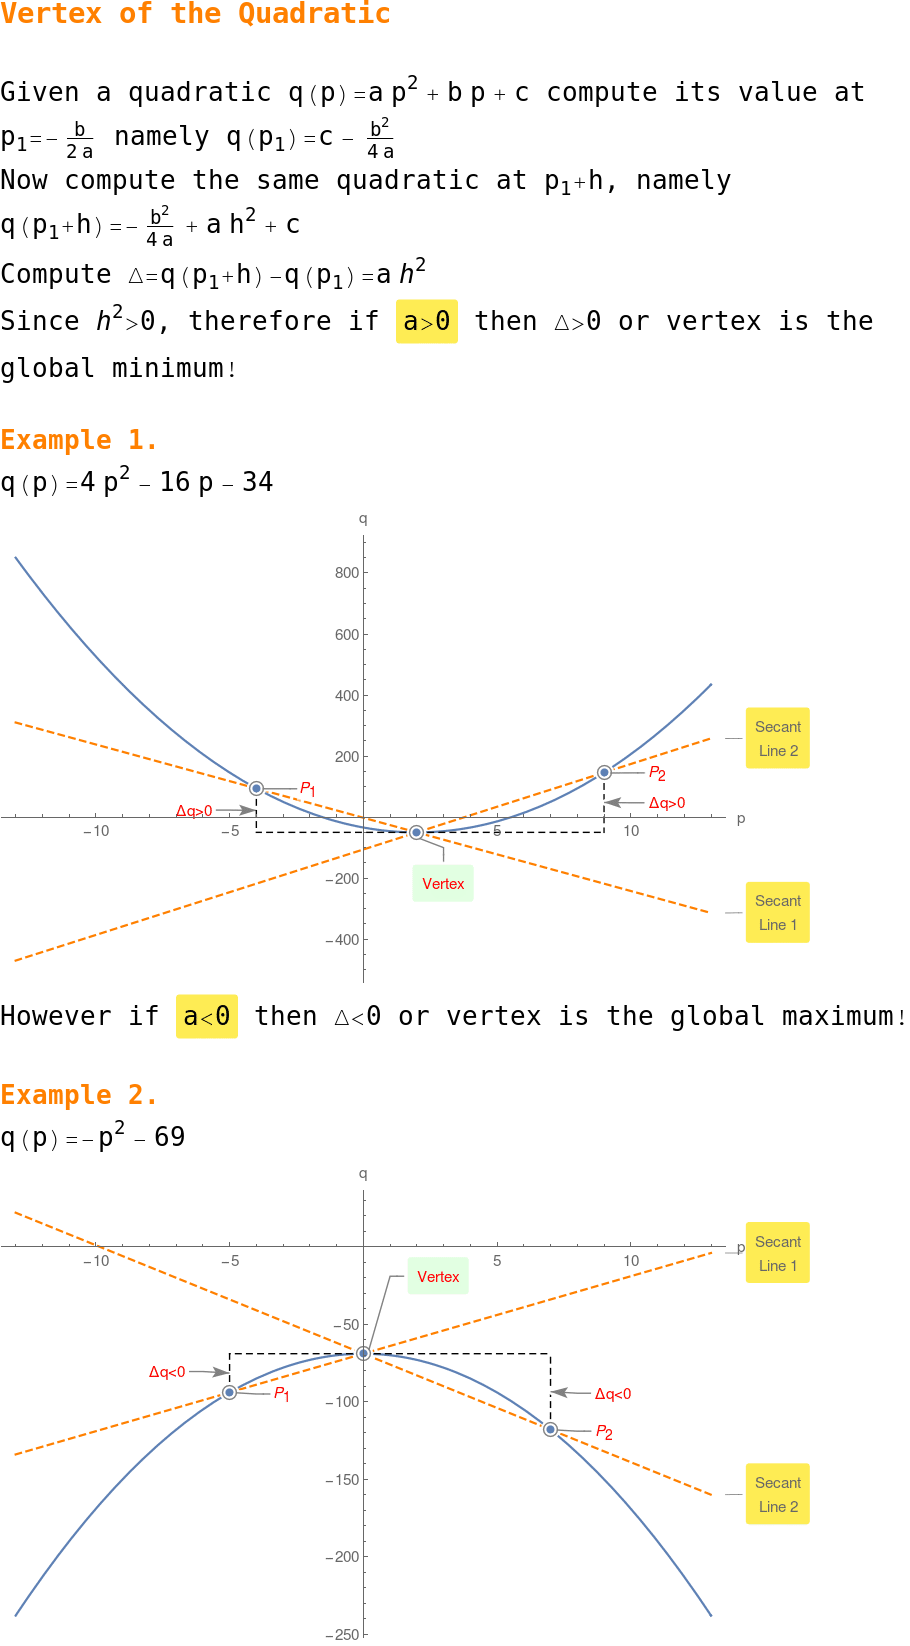 Vertex of the Quadratic
Given a quadratic q(p)=a p² + b p + c compute its value at
p₁=- b/(2 a) namely q(p₁)=c - b²/(4 a)
Now compute the same quadratic at p₁+h, namely
q(p₁+h)=- b²/(4 a) + a h² + c
Compute Δ=q(p₁+h)-q(p₁)=a h²
Since h²>0, therefore if a>0 then Δ>0 or vertex is the
global minimum!
Example 1.
q(p)=4 p² - 16 p - 34
q
800
600
400
200
-200
-400
-10
-5
5
10
p
P₁
P₂
Δq>0
Δq>0
Vertex
Secant
Line 2
Secant
Line 1
However if a<0 then Δ<0 or vertex is the global maximum!
Example 2.
q(p)=-p² - 69
q
-10
-5
5
10
p
-50
-100
-150
-200
-250
Vertex
Δq<0
P₁
Δq<0
P₂
Secant
Line 1
Secant
Line 2